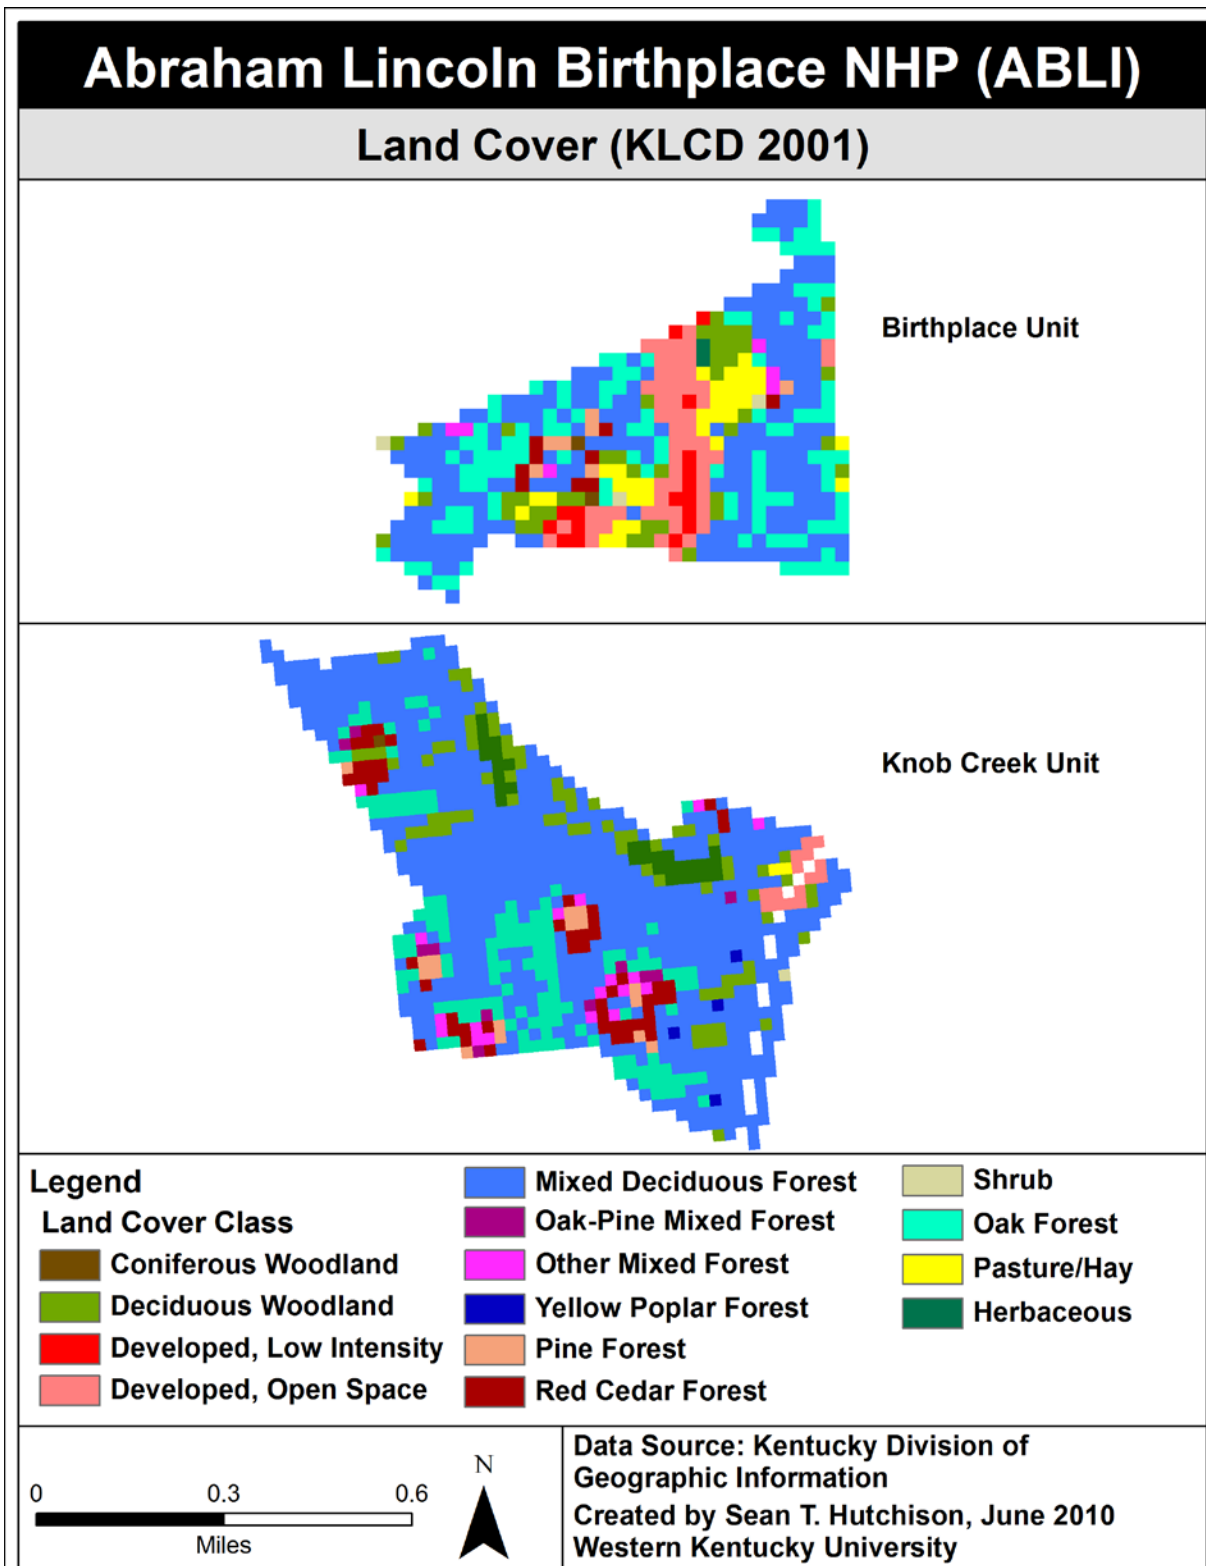 Abraham Lincoln Birthplace NHP (ABLI)
Land Cover (KLCD 2001)
Birthplace Unit
Knob Creek Unit
Legend
Land Cover Class
Coniferous Woodland
Deciduous Woodland
Developed, Low Intensity
Developed, Open Space
Mixed Deciduous Forest
Oak-Pine Mixed Forest
Other Mixed Forest
Yellow Poplar Forest
Pine Forest
Red Cedar Forest
Shrub
Oak Forest
Pasture/Hay
Herbaceous
0 0.3 0.6
Miles
N
Data Source: Kentucky Division of
Geographic Information
Created by Sean T. Hutchison, June 2010
Western Kentucky University